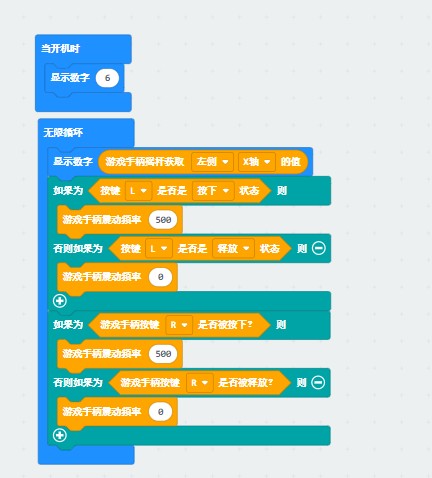 当开机时
显示数字 6
无限循环
显示数字 游戏手柄摇杆获取 左侧 X轴 的值
如果为 按键 L 是否是 按下 状态 则
游戏手柄震动频率 500
否则如果为 按键 L 是否是 释放 状态 则
游戏手柄震动频率 0
如果为 游戏手柄按键 R 是否被按下? 则
游戏手柄震动频率 500
否则如果为 游戏手柄按键 R 是否被释放? 则
游戏手柄震动频率 0